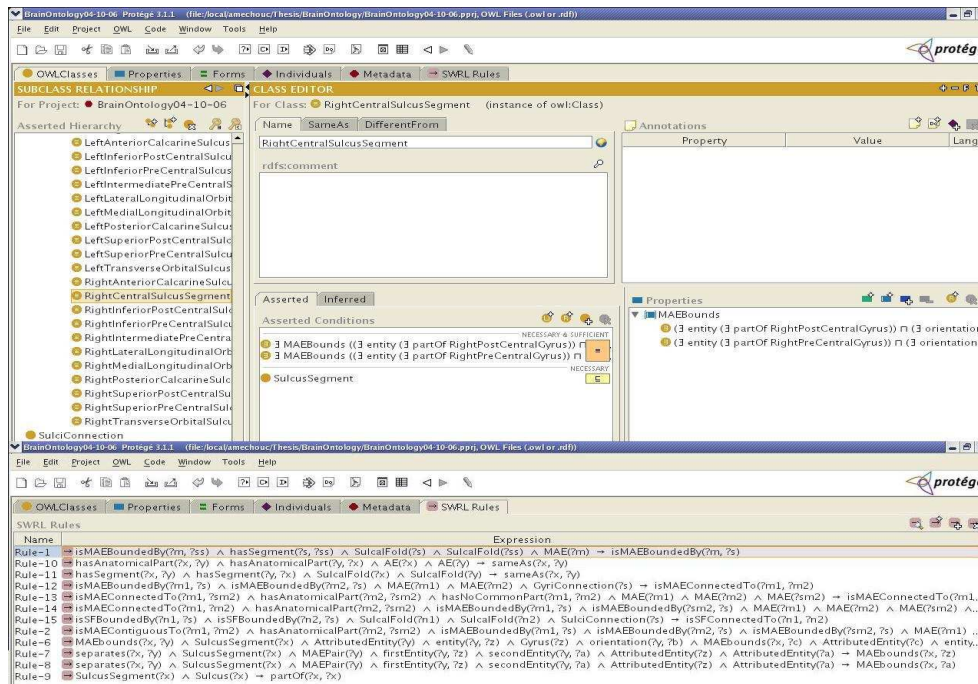 BrainOntology04-10-06 Protégé 3.1.1 (file:/local/amechouc/Thesis/BrainOntology/BrainOntology04-10-06.pprj, OWL Files (.owl or .rdf))
File Edit Project OWL Code Window Tools Help
protég
OWLClasses Properties Forms Individuals Metadata SWRL Rules
SUBCLASS RELATIONSHIP
For Project: BrainOntology04-10-06
Asserted Hierarchy
LeftAnteriorCalcarineSulcus
LeftInferiorPostCentralSulcu
LeftInferiorPreCentralSulcus
LeftIntermediatePreCentralS
LeftLateralLongitudinalOrbit
LeftMedialLongitudinalOrbit
LeftPosteriorCalcarineSulcus
LeftSuperiorPostCentralSulc
LeftSuperiorPreCentralSulcu
LeftTransverseOrbitalSulcus
RightAnteriorCalcarineSulcu
RightCentralSulcusSegment
RightInferiorPostCentralSul
RightInferiorPreCentralSulcu
RightIntermediatePreCentra
RightLateralLongitudinalOrb
RightMedialLongitudinalOrb
RightPosteriorCalcarineSulc
RightSuperiorPostCentralSu
RightSuperiorPreCentralSul
RightTransverseOrbitalSulcu
SulciConnection
CLASS EDITOR
For Class: RightCentralSulcusSegment (instance of owl:Class)
Name SameAs DifferentFrom
RightCentralSulcusSegment
rdfs:comment
Annotations
Property Value Lang
Asserted Inferred
Asserted Conditions
NECESSARY & SUFFICIENT
∃ MAEBounds ((∃ entity (∃ partOf RightPostCentralGyrus)) ⊓
∃ MAEBounds ((∃ entity (∃ partOf RightPreCentralGyrus)) ⊓
NECESSARY
SulcusSegment
Properties
MAEBounds
(∃ entity (∃ partOf RightPostCentralGyrus)) ⊓ (∃ orientation
(∃ entity (∃ partOf RightPreCentralGyrus)) ⊓ (∃ orientation
BrainOntology04-10-06 Protégé 3.1.1 (file:/local/amechouc/Thesis/BrainOntology/BrainOntology04-10-06.pprj, OWL Files (.owl or .rdf))
File Edit Project OWL Code Window Tools Help
protég
OWLClasses Properties Forms Individuals Metadata SWRL Rules
SWRL Rules
Name Expression
Rule-1 isMAEBoundedBy(?m, ?ss) ∧ hasSegment(?s, ?ss) ∧ SulcalFold(?s) ∧ SulcalFold(?ss) ∧ MAE(?m) → isMAEBoundedBy(?m, ?s)
Rule-10 hasAnatomicalPart(?x, ?y) ∧ hasAnatomicalPart(?y, ?x) ∧ AE(?x) ∧ AE(?y) → sameAs(?x, ?y)
Rule-11 hasSegment(?x, ?y) ∧ hasSegment(?y, ?x) ∧ SulcalFold(?x) ∧ SulcalFold(?y) → sameAs(?x, ?y)
Rule-12 isMAEBoundedBy(?m1, ?s) ∧ isMAEBoundedBy(?m2, ?s) ∧ MAE(?m1) ∧ MAE(?m2) ∧ GyriConnection(?s) → isMAEConnectedTo(?m1, ?m2)
Rule-13 isMAEConnectedTo(?m1, ?sm2) ∧ hasAnatomicalPart(?m2, ?sm2) ∧ hasNoCommonPart(?m1, ?m2) ∧ MAE(?m1) ∧ MAE(?m2) ∧ MAE(?sm2) → isMAEConnectedTo(?m1,...
Rule-14 isMAEConnectedTo(?m1, ?m2) ∧ hasAnatomicalPart(?m2, ?sm2) ∧ isMAEBoundedBy(?m1, ?s) ∧ isMAEBoundedBy(?sm2, ?s) ∧ MAE(?m1) ∧ MAE(?m2) ∧ MAE(?sm2) ∧...
Rule-15 isSFBoundedBy(?n1, ?s) ∧ isSFBoundedBy(?n2, ?s) ∧ SulcalFold(?n1) ∧ SulcalFold(?n2) ∧ SulciConnection(?s) → isSFConnectedTo(?n1, ?n2)
Rule-2 isMAEContiguousTo(?m1, ?m2) ∧ hasAnatomicalPart(?m2, ?sm2) ∧ isMAEBoundedBy(?m1, ?s) ∧ isMAEBoundedBy(?m2, ?s) ∧ isMAEBoundedBy(?sm2, ?s) ∧ MAE(?m1) ...
Rule-6 MAEbounds(?x, ?y) ∧ SulcusSegment(?x) ∧ AttributedEntity(?y) ∧ entity(?y, ?z) ∧ Gyrus(?z) ∧ orientation(?y, ?b) ∧ MAEbounds(?x, ?c) ∧ AttributedEntity(?c) ∧ entity...
Rule-7 separates(?x, ?y) ∧ SulcusSegment(?x) ∧ MAEPair(?y) ∧ firstEntity(?y, ?z) ∧ secondEntity(?y, ?a) ∧ AttributedEntity(?z) ∧ AttributedEntity(?a) → MAEbounds(?x, ?z)
Rule-8 separates(?x, ?y) ∧ SulcusSegment(?x) ∧ MAEPair(?y) ∧ firstEntity(?y, ?z) ∧ secondEntity(?y, ?a) ∧ AttributedEntity(?z) ∧ AttributedEntity(?a) → MAEbounds(?x, ?a)
Rule-9 SulcusSegment(?x) ∧ Sulcus(?x) → partOf(?x, ?x)